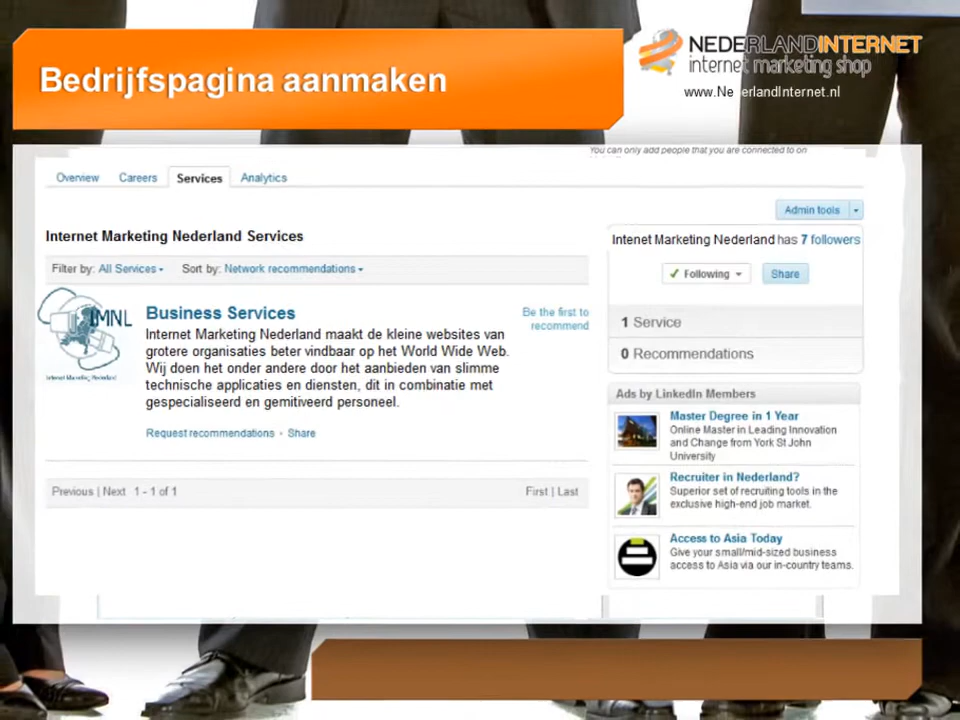 Bedrijfspagina aanmaken
NEDERLANDINTERNET
internet marketing shop
www.NederlandInternet.nl
You can only add people that you are connected to on
Overview Careers Services Analytics
Admin tools
Internet Marketing Nederland Services
Intenet Marketing Nederland has 7 followers
Filter by: All Services Sort by: Network recommendations
Following Share
IMNL
Internet Marketing Nederland
Business Services
Be the first to
recommend
Internet Marketing Nederland maakt de kleine websites van
grotere organisaties beter vindbaar op het World Wide Web.
Wij doen het onder andere door het aanbieden van slimme
technische applicaties en diensten, dit in combinatie met
gespecialiseerd en gemitiveerd personeel.
Request recommendations • Share
1 Service
0 Recommendations
Previous | Next 1 - 1 of 1
First | Last
Ads by LinkedIn Members
Master Degree in 1 Year
Online Master in Leading Innovation
and Change from York St John
University
Recruiter in Nederland?
Superior set of recruiting tools in the
exclusive high-end job market.
Access to Asia Today
Give your small/mid-sized business
access to Asia via our in-country teams.